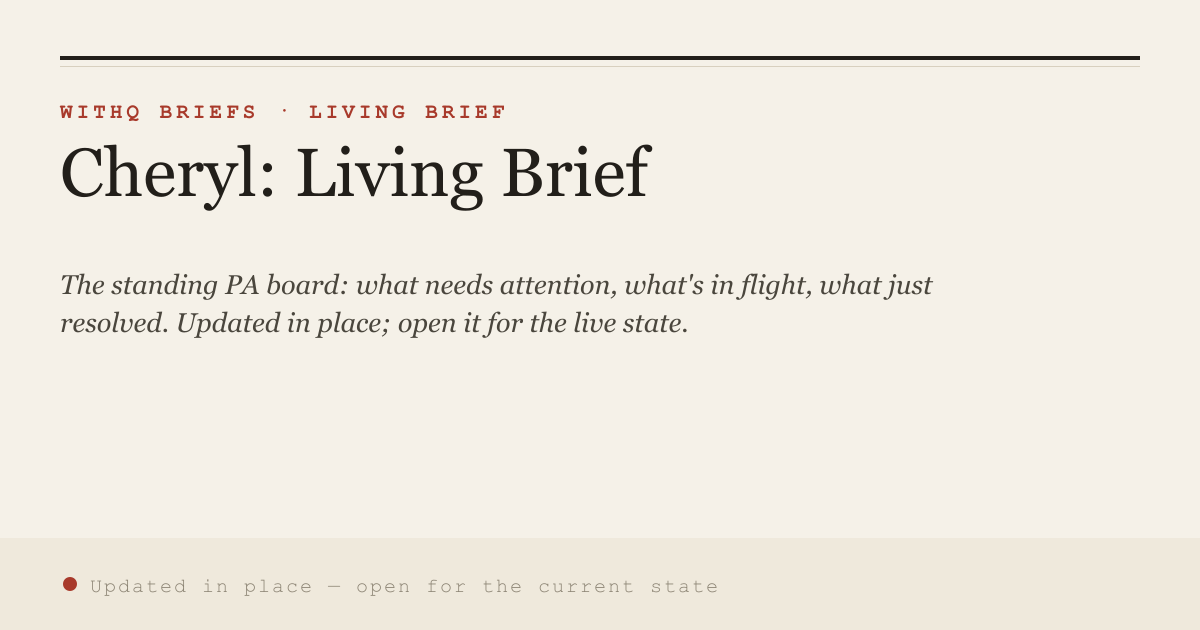 WITHQ BRIEFS · LIVING BRIEF
Cheryl: Living Brief
The standing PA board: what needs attention, what's in flight, what just
resolved. Updated in place; open it for the live state.
Updated in place — open for the current state